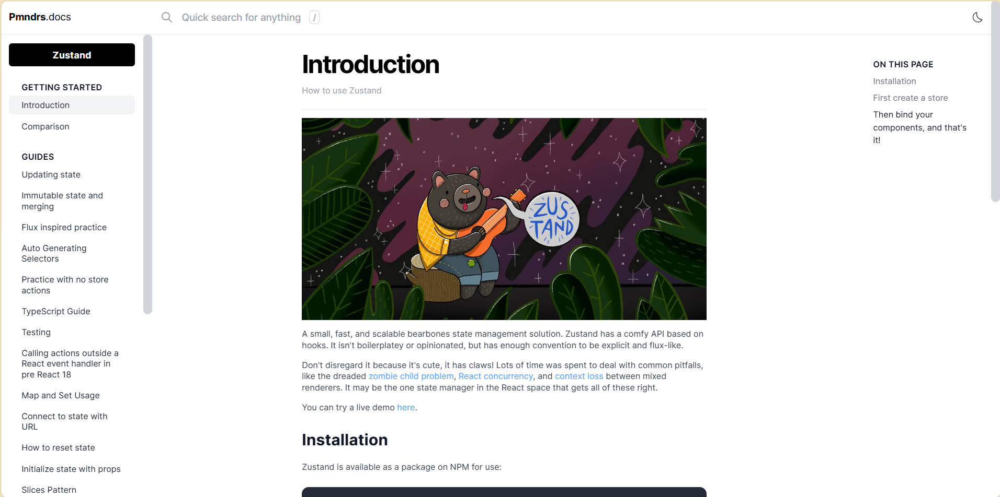 Pmndrs.docs
Quick search for anything
/
Zustand
GETTING STARTED
Introduction
Comparison
GUIDES
Updating state
Immutable state and
merging
Flux inspired practice
Auto Generating
Selectors
Practice with no store
actions
TypeScript Guide
Testing
Calling actions outside a
React event handler in
pre React 18
Map and Set Usage
Connect to state with
URL
How to reset state
Initialize state with props
Slices Pattern
Introduction
How to use Zustand
ZUS
TAND
A small, fast, and scalable bearbones state management solution. Zustand has a comfy API based on
hooks. It isn't boilerplatey or opinionated, but has enough convention to be explicit and flux-like.
Don't disregard it because it's cute, it has claws! Lots of time was spent to deal with common pitfalls,
like the dreaded zombie child problem, React concurrency, and context loss between mixed
renderers. It may be the one state manager in the React space that gets all of these right.
You can try a live demo here.
Installation
Zustand is available as a package on NPM for use:
ON THIS PAGE
Installation
First create a store
Then bind your
components, and that's
it!